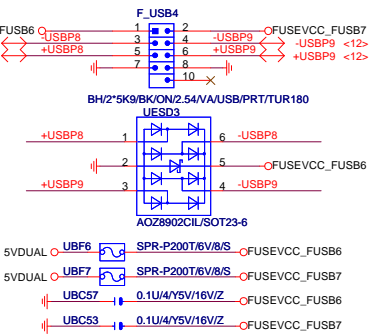 F_USB4
FUSB6 1 2 FUSEVCC_FUSB7
-USBP8 3 4 -USBP9 -USBP9 <12>
+USBP8 5 6 +USBP9 +USBP9 <12>
7 8
10
BH/2*5K9/BK/ON/2.54/VA/USB/PRT/TUR180
UESD3
+USBP8 1 6 -USBP8
2 5 FUSEVCC_FUSB6
+USBP9 3 4 -USBP9
AOZ8902CIL/SOT23-6
5VDUAL UBF6 SPR-P200T/6V/8/S FUSEVCC_FUSB6
5VDUAL UBF7 SPR-P200T/6V/8/S FUSEVCC_FUSB7
UBC57 0.1U/4/Y5V/16V/Z FUSEVCC_FUSB6
UBC53 0.1U/4/Y5V/16V/Z FUSEVCC_FUSB7